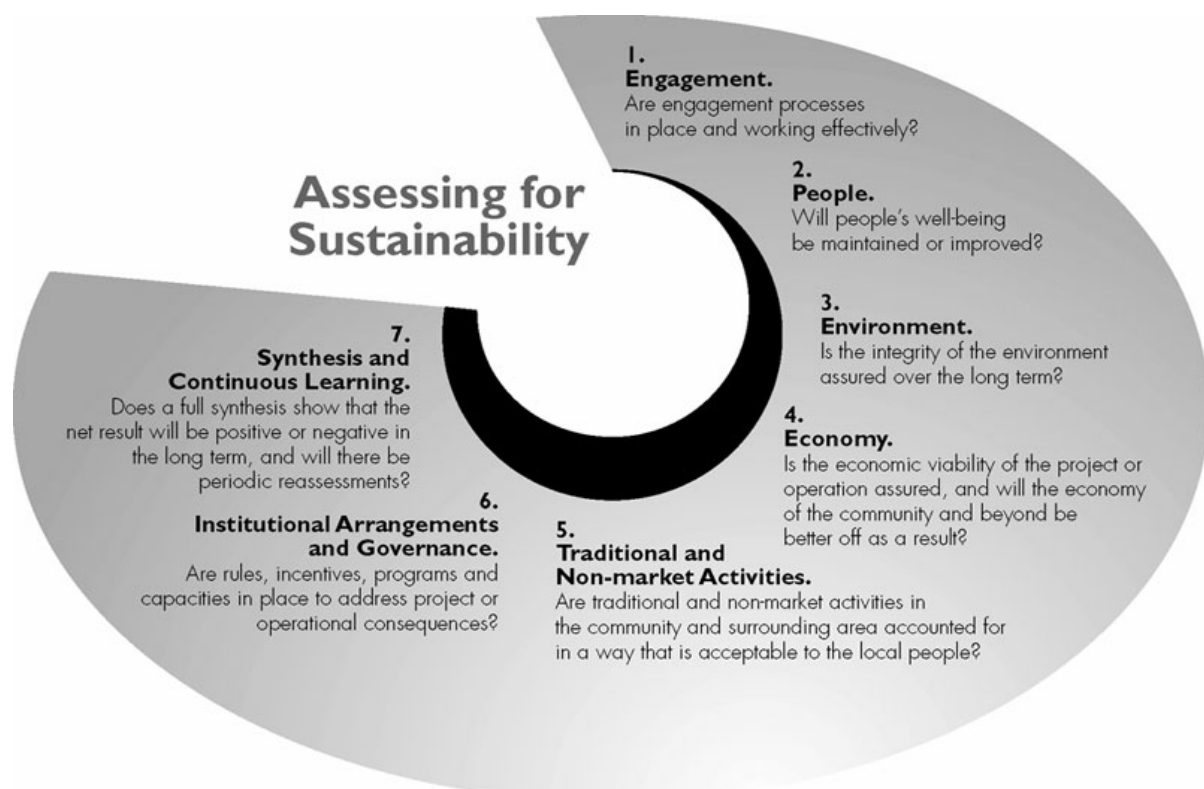 Assessing for
Sustainability
1.
Engagement.
Are engagement processes
in place and working effectively?
2.
People.
Will people's well-being
be maintained or improved?
3.
Environment.
Is the integrity of the environment
assured over the long term?
4.
Economy.
Is the economic viability of the project or
operation assured, and will the economy
of the community and beyond be
better off as a result?
5.
Traditional and
Non-market Activities.
Are traditional and non-market activities in
the community and surrounding area accounted for
in a way that is acceptable to the local people?
6.
Institutional Arrangements
and Governance.
Are rules, incentives, programs and
capacities in place to address project or
operational consequences?
7.
Synthesis and
Continuous Learning.
Does a full synthesis show that the
net result will be positive or negative in
the long term, and will there be
periodic reassessments?